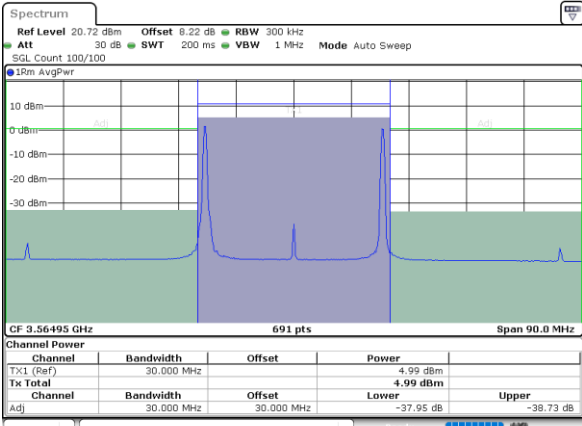 Spectrum
Ref Level 20.72 dBm Offset 8.22 dB RBW 300 kHz
Att 30 dB SWT 200 ms VBW 1 MHz Mode Auto Sweep
SGL Count 100/100
1Rm AvgPwr
10 dBm
Adj TX1 Adj
0 dBm
-10 dBm
-20 dBm
-30 dBm
CF 3.56495 GHz 691 pts Span 90.0 MHz
Channel Power
Channel Bandwidth Offset Power
TX1 (Ref) 30.000 MHz 4.99 dBm
Tx Total 4.99 dBm
Channel Bandwidth Offset Lower Upper
Adj 30.000 MHz 30.000 MHz -37.95 dB -38.73 dB